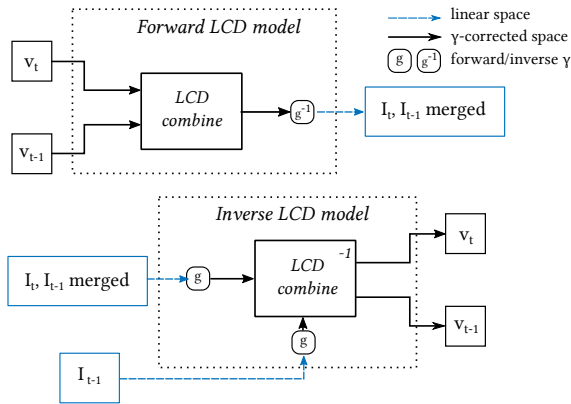 Forward LCD model
linear space
γ-corrected space
g g⁻¹ forward/inverse γ
vₜ
LCD
combine
g⁻¹
Iₜ, Iₜ₋₁ merged
vₜ₋₁
Inverse LCD model
vₜ
-1
LCD
combine
Iₜ, Iₜ₋₁ merged
g
vₜ₋₁
g
Iₜ₋₁